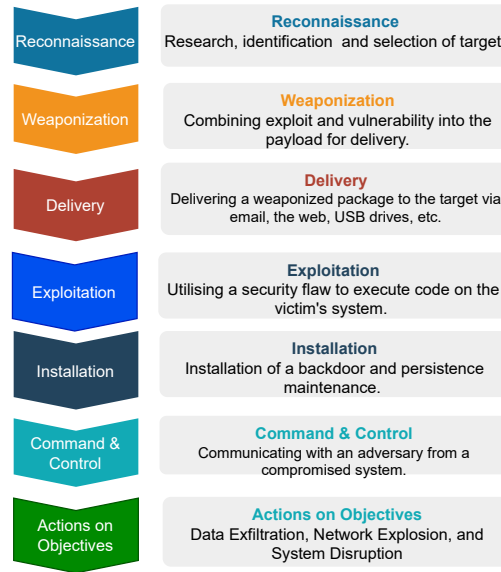 Reconnaissance
Reconnaissance
Research, identification and selection of target
Weaponization
Weaponization
Combining exploit and vulnerability into the
payload for delivery.
Delivery
Delivery
Delivering a weaponized package to the target via
email, the web, USB drives, etc.
Exploitation
Exploitation
Utilising a security flaw to execute code on the
victim's system.
Installation
Installation
Installation of a backdoor and persistence
maintenance.
Command &
Control
Command & Control
Communicating with an adversary from a
compromised system.
Actions on
Objectives
Actions on Objectives
Data Exfiltration, Network Explosion, and
System Disruption